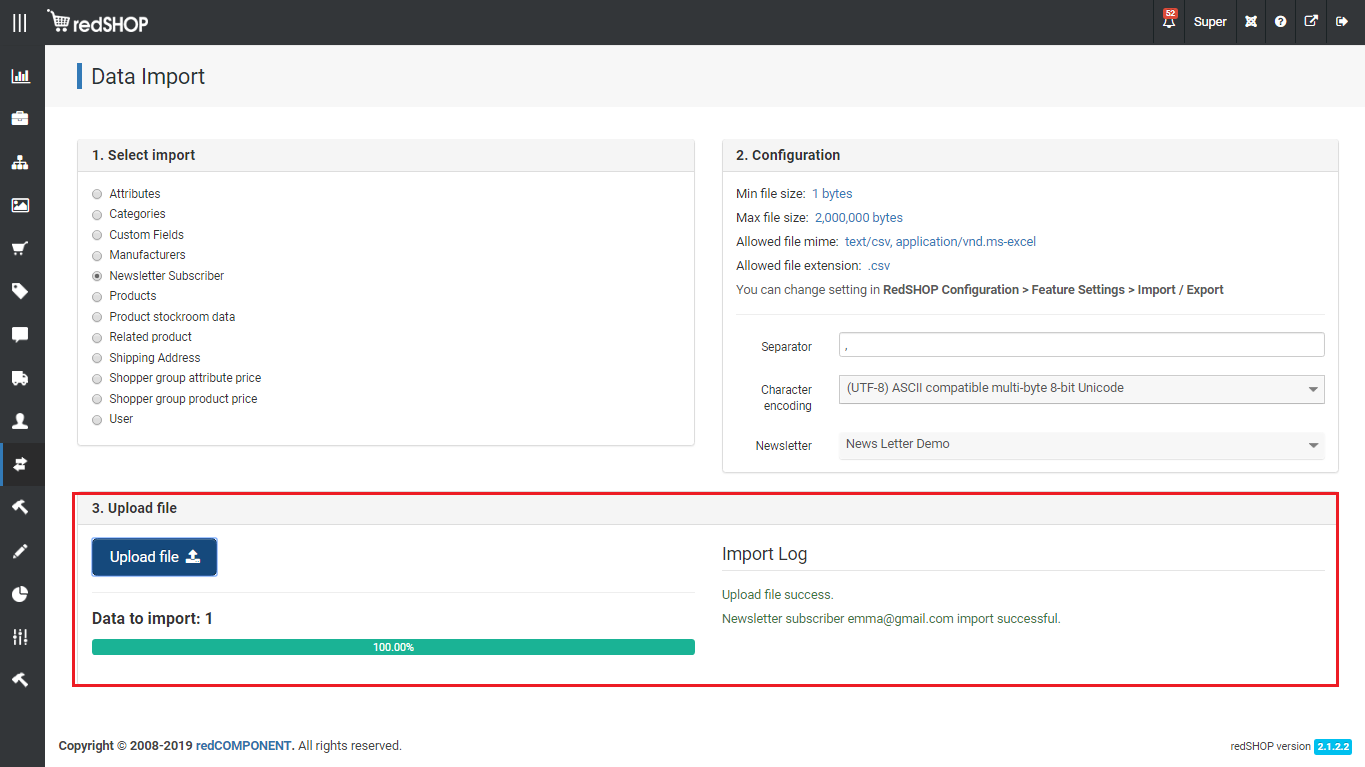 redSHOP
52
Super
Data Import
1. Select import
Attributes
Categories
Custom Fields
Manufacturers
Newsletter Subscriber
Products
Product stockroom data
Related product
Shipping Address
Shopper group attribute price
Shopper group product price
User
2. Configuration
Min file size: 1 bytes
Max file size: 2,000,000 bytes
Allowed file mime: text/csv, application/vnd.ms-excel
Allowed file extension: .csv
You can change setting in RedSHOP Configuration > Feature Settings > Import / Export
Separator ,
Character (UTF-8) ASCII compatible multi-byte 8-bit Unicode
encoding
Newsletter News Letter Demo
3. Upload file
Upload file
Data to import: 1
100.00%
Import Log
Upload file success.
Newsletter subscriber emma@gmail.com import successful.
Copyright © 2008-2019 redCOMPONENT. All rights reserved.
redSHOP version 2.1.2.2